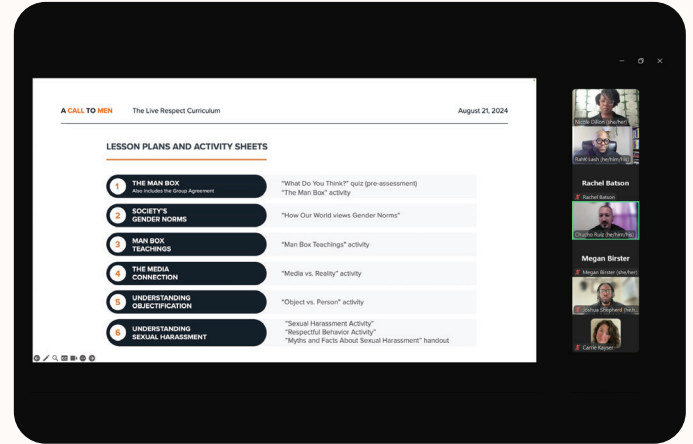 A CALL TO MEN The Live Respect Curriculum August 21, 2024
LESSON PLANS AND ACTIVITY SHEETS
1 THE MAN BOX
Also includes the Group Agreement
"What Do You Think?" quiz (pre-assessment)
"The Man Box" activity
2 SOCIETY'S
GENDER NORMS
"How Our World views Gender Norms"
3 MAN BOX
TEACHINGS
"Man Box Teachings" activity
4 THE MEDIA
CONNECTION
"Media vs. Reality" activity
5 UNDERSTANDING
OBJECTIFICATION
"Object vs. Person" activity
6 UNDERSTANDING
SEXUAL HARASSMENT
"Sexual Harassment Activity"
"Respectful Behavior Activity"
"Myths and Facts About Sexual Harassment" handout
Nicole Dillon (she/her)
Lash (he/him/his)
Rachel Batson
Rachel Batson
Ruiz (he/him/his)
Megan Birster
Megan Birster (she/her)
Joshua Shepherd
Carrie Kayser